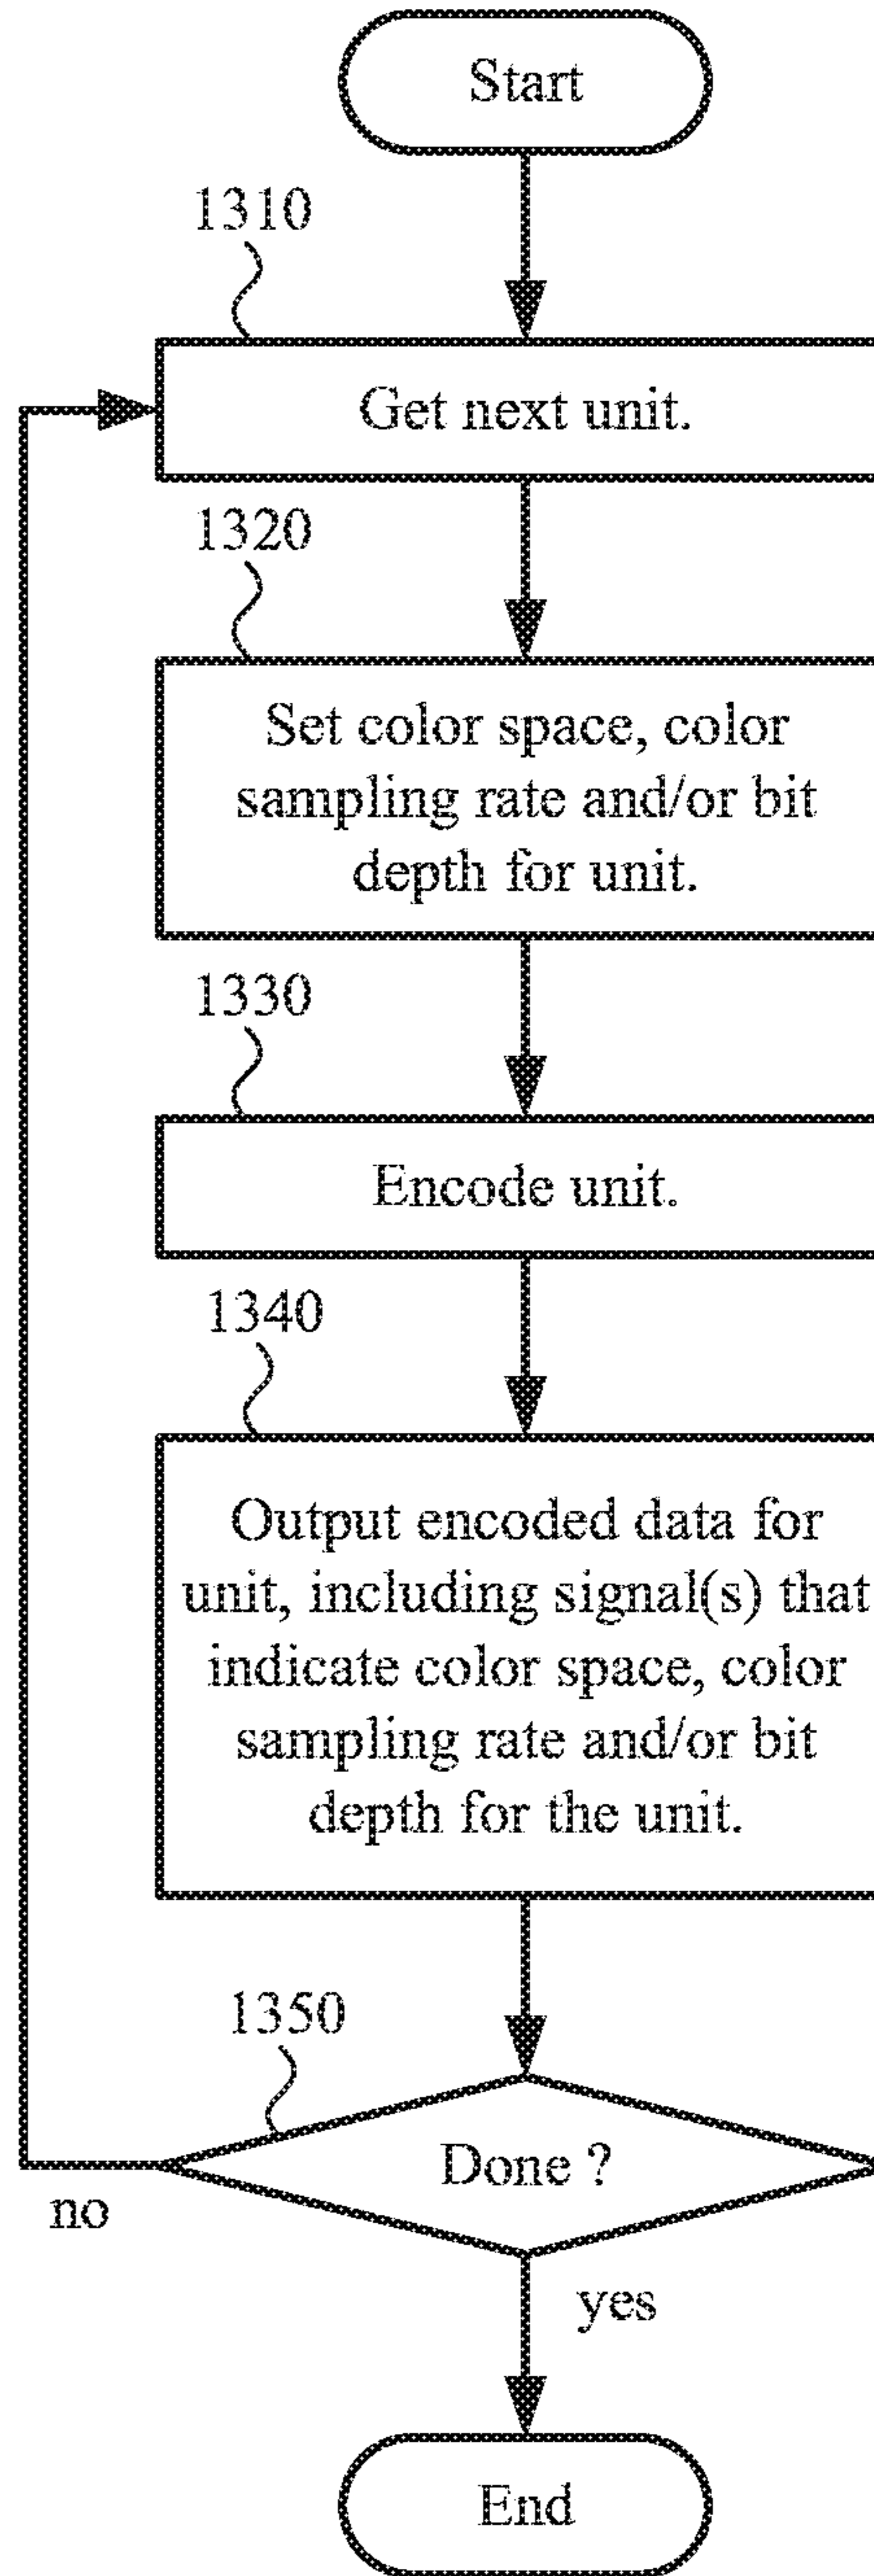 Start
1310
Get next unit.
1320
Set color space, color
sampling rate and/or bit
depth for unit.
1330
Encode unit.
1340
Output encoded data for
unit, including signal(s) that
indicate color space, color
sampling rate and/or bit
depth for the unit.
1350
Done ?
no
yes
End